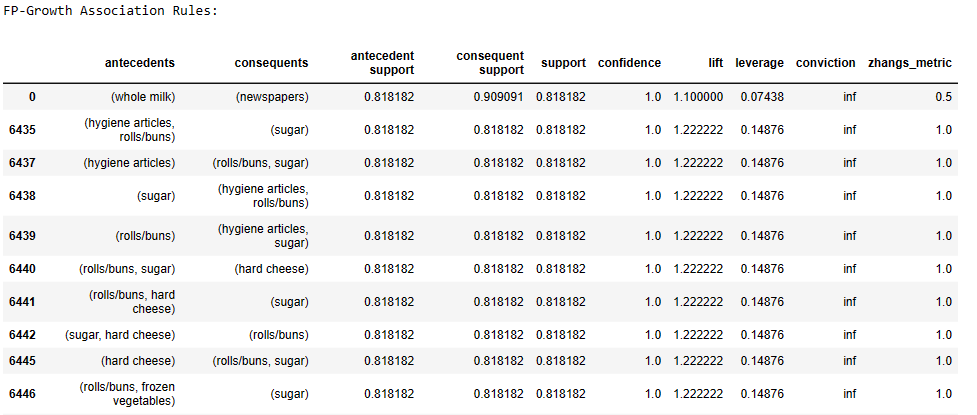 FP-Growth Association Rules:
antecedents consequents antecedent support consequent support support confidence lift leverage conviction zhangs_metric
0 (whole milk) (newspapers) 0.818182 0.909091 0.818182 1.0 1.100000 0.07438 inf 0.5
6435 (hygiene articles, rolls/buns) (sugar) 0.818182 0.818182 0.818182 1.0 1.222222 0.14876 inf 1.0
6437 (hygiene articles) (rolls/buns, sugar) 0.818182 0.818182 0.818182 1.0 1.222222 0.14876 inf 1.0
6438 (sugar) (hygiene articles, rolls/buns) 0.818182 0.818182 0.818182 1.0 1.222222 0.14876 inf 1.0
6439 (rolls/buns) (hygiene articles, sugar) 0.818182 0.818182 0.818182 1.0 1.222222 0.14876 inf 1.0
6440 (rolls/buns, sugar) (hard cheese) 0.818182 0.818182 0.818182 1.0 1.222222 0.14876 inf 1.0
6441 (rolls/buns, hard cheese) (sugar) 0.818182 0.818182 0.818182 1.0 1.222222 0.14876 inf 1.0
6442 (sugar, hard cheese) (rolls/buns) 0.818182 0.818182 0.818182 1.0 1.222222 0.14876 inf 1.0
6445 (hard cheese) (rolls/buns, sugar) 0.818182 0.818182 0.818182 1.0 1.222222 0.14876 inf 1.0
6446 (rolls/buns, frozen vegetables) (sugar) 0.818182 0.818182 0.818182 1.0 1.222222 0.14876 inf 1.0